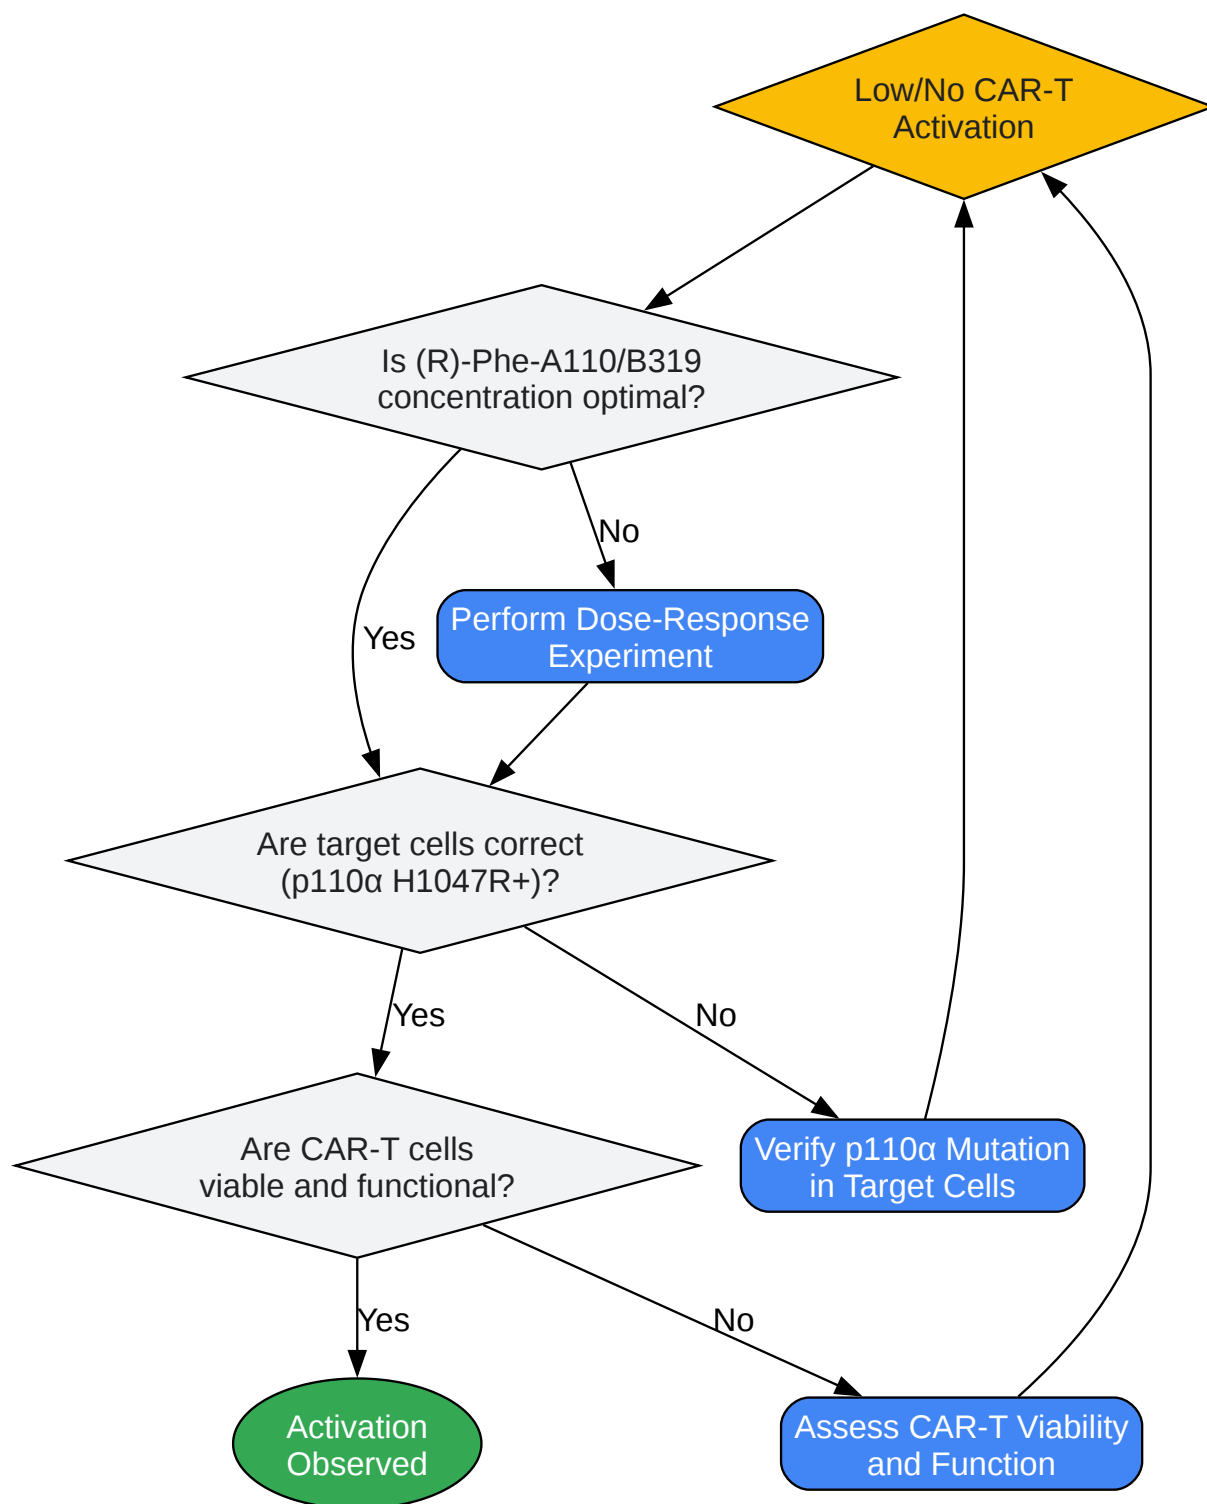 Low/No CAR-T
Activation
Is (R)-Phe-A110/B319
concentration optimal?
No
Perform Dose-Response
Experiment
Yes
Are target cells correct
(p110α H1047R+)?
Yes
No
Are CAR-T cells
viable and functional?
Verify p110α Mutation
in Target Cells
Yes
No
Activation
Observed
Assess CAR-T Viability
and Function